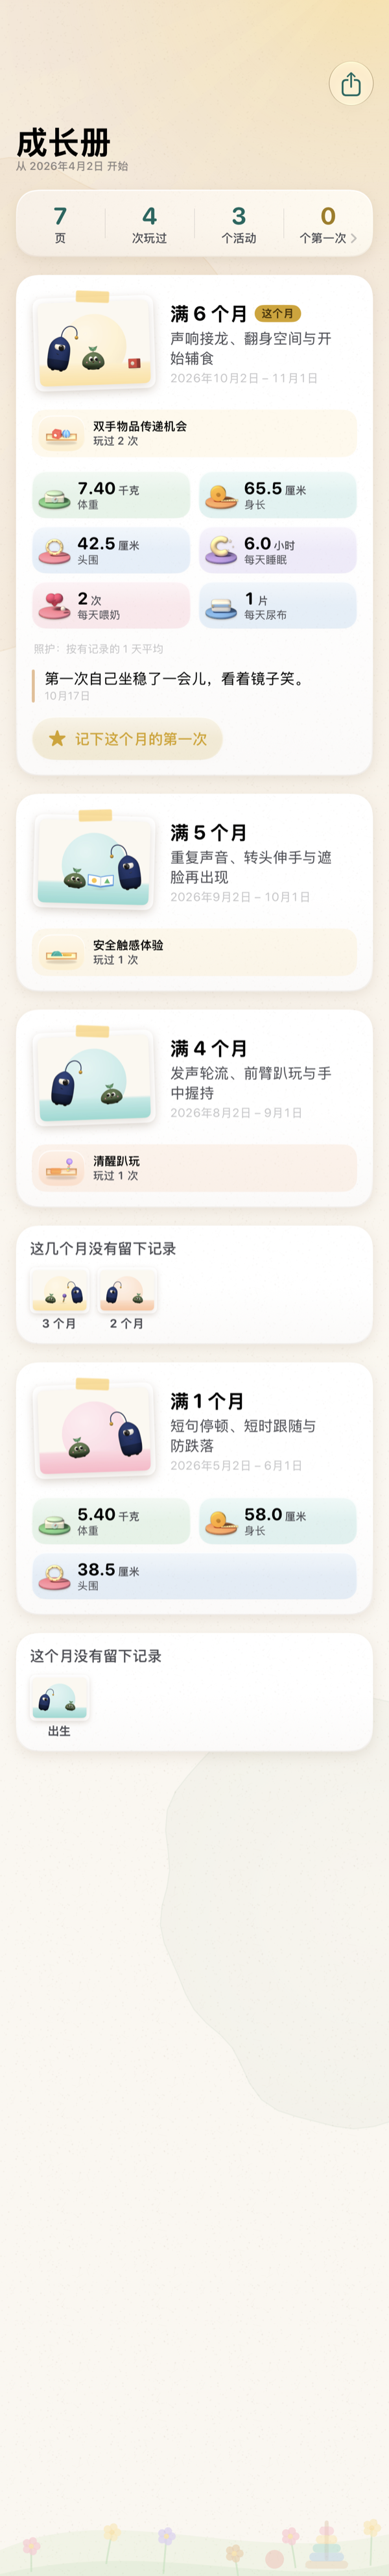 成长册
从 2026年4月2日 开始
7
页
4
次玩过
3
个活动
0
个第一次
满 6 个月
这个月
声响接龙、翻身空间与开
始辅食
2026年10月2日 – 11月1日
双手物品传递机会
玩过 2 次
7.40 千克
体重
65.5 厘米
身长
42.5 厘米
头围
6.0 小时
每天睡眠
2 次
每天喂奶
1 片
每天尿布
照护：按有记录的 1 天平均
第一次自己坐稳了一会儿，看着镜子笑。
10月17日
记下这个月的第一次
满 5 个月
重复声音、转头伸手与遮
脸再出现
2026年9月2日 – 10月1日
安全触感体验
玩过 1 次
满 4 个月
发声轮流、前臂趴玩与手
中握持
2026年8月2日 – 9月1日
清醒趴玩
玩过 1 次
这几个月没有留下记录
3 个月
2 个月
满 1 个月
短句停顿、短时跟随与
防跌落
2026年5月2日 – 6月1日
5.40 千克
体重
58.0 厘米
身长
38.5 厘米
头围
这个月没有留下记录
出生